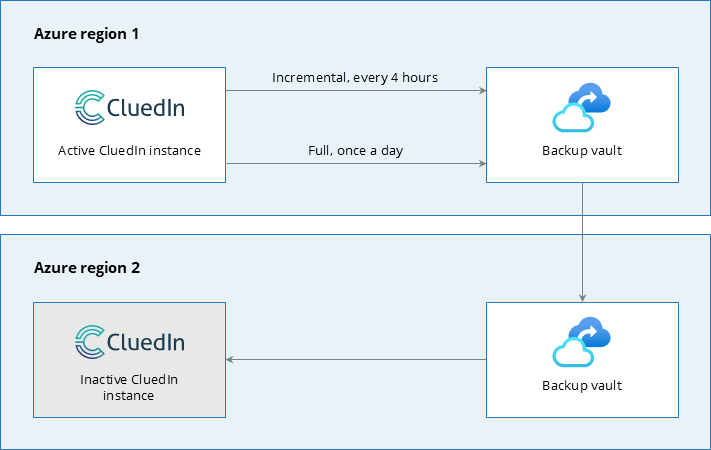 Azure region 1
Incremental, every 4 hours
CluedIn
Active CluedIn instance
Full, once a day
Backup vault
Azure region 2
CluedIn
Inactive CluedIn
instance
Backup vault